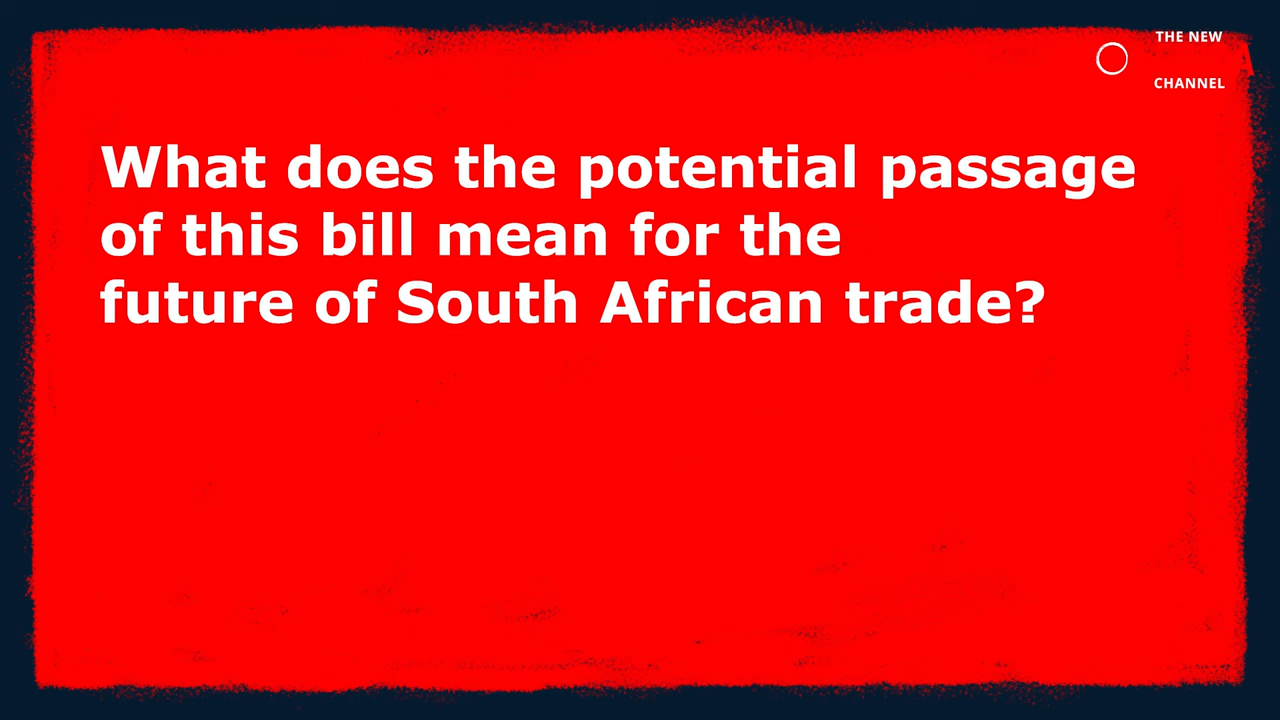 THE NEW
CHANNEL
What does the potential passage
of this bill mean for the
future of South African trade?